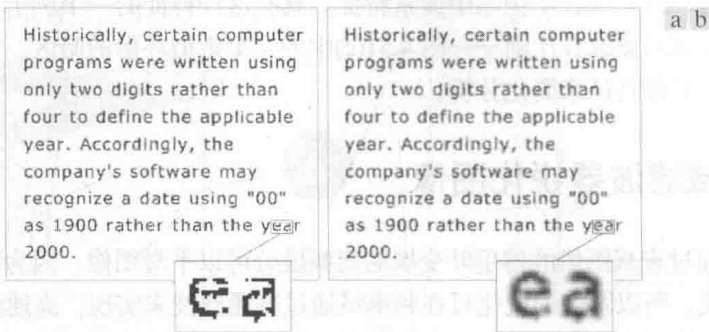 a b
Historically, certain computer
programs were written using
only two digits rather than
four to define the applicable
year. Accordingly, the
company's software may
recognize a date using "00"
as 1900 rather than the year
2000.
ea
Historically, certain computer
programs were written using
only two digits rather than
four to define the applicable
year. Accordingly, the
company's software may
recognize a date using "00"
as 1900 rather than the year
2000.
ea